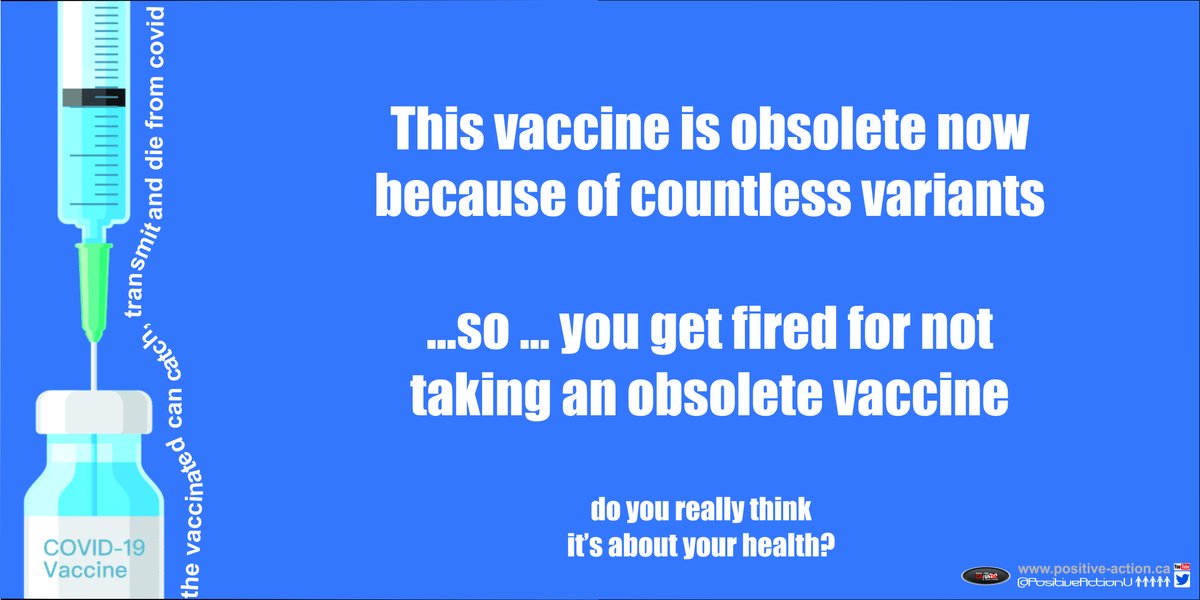 the vaccinated can catch, transmit and die from covid
This vaccine is obsolete now
because of countless variants
...so ... you get fired for not
taking an obsolete vaccine
do you really think
it's about your health?
COVID-19
Vaccine
www.positive-action.ca
@PositiveActionU